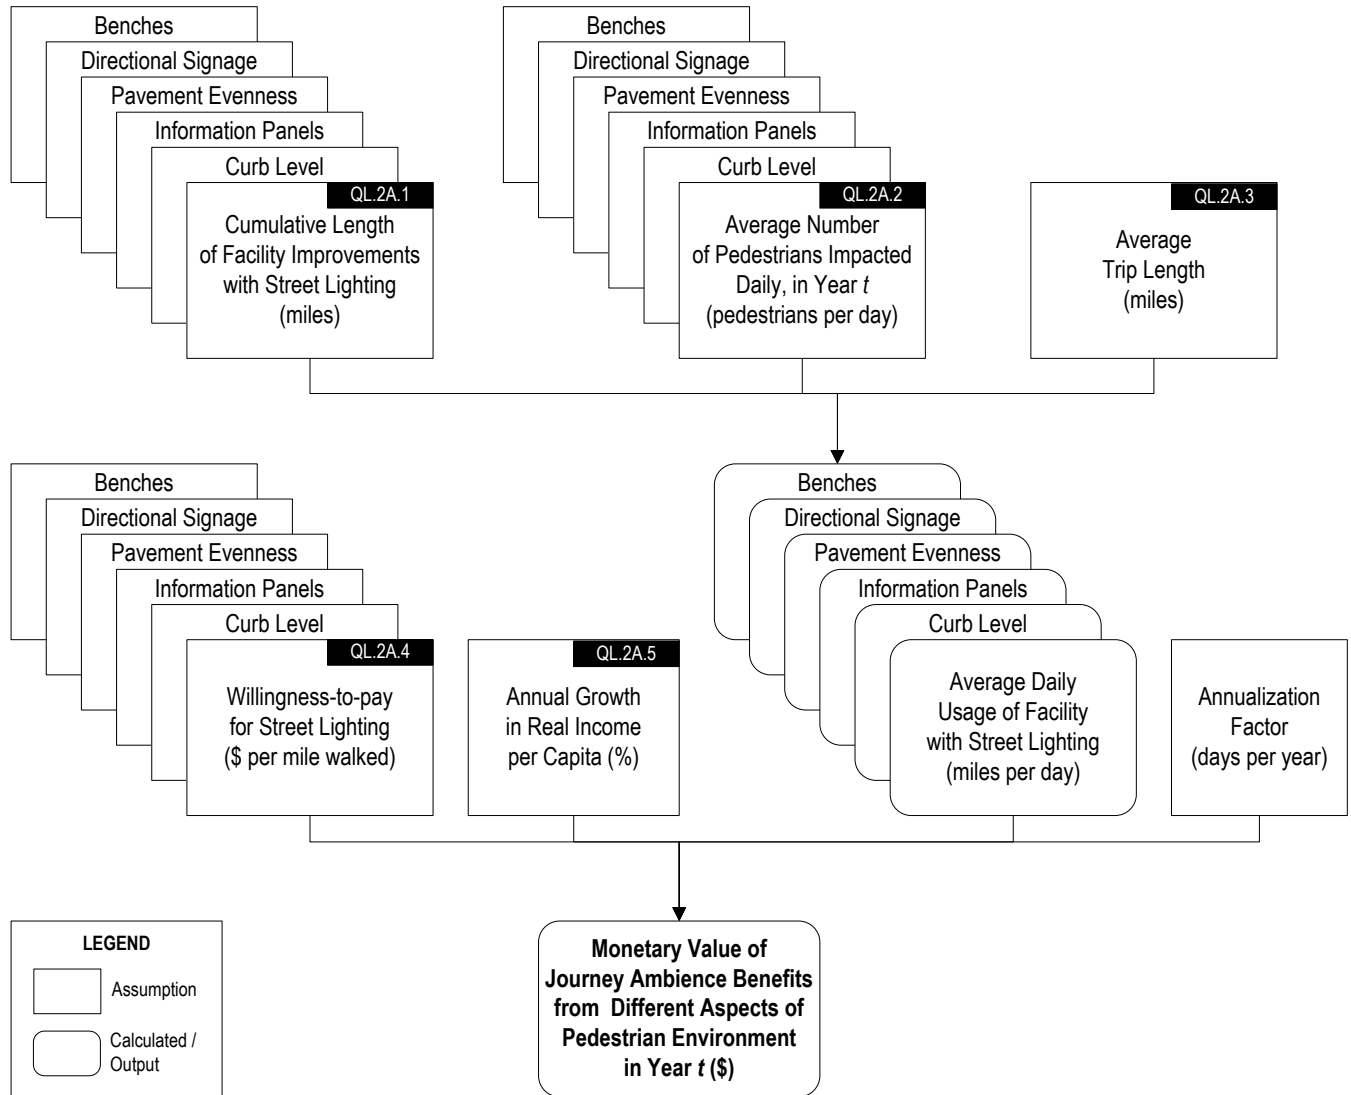 Benches
Directional Signage
Pavement Evenness
Information Panels
Curb Level
QL.2A.1
Cumulative Length
of Facility Improvements
with Street Lighting
(miles)
Benches
Directional Signage
Pavement Evenness
Information Panels
Curb Level
QL.2A.2
Average Number
of Pedestrians Impacted
Daily, in Year t
(pedestrians per day)
QL.2A.3
Average
Trip Length
(miles)
Benches
Directional Signage
Pavement Evenness
Information Panels
Curb Level
QL.2A.4
Willingness-to-pay
for Street Lighting
($ per mile walked)
QL.2A.5
Annual Growth
in Real Income
per Capita (%)
Benches
Directional Signage
Pavement Evenness
Information Panels
Curb Level
Average Daily
Usage of Facility
with Street Lighting
(miles per day)
Annualization
Factor
(days per year)
LEGEND
Assumption
Calculated /
Output
Monetary Value of
Journey Ambience Benefits
from Different Aspects of
Pedestrian Environment
in Year t ($)